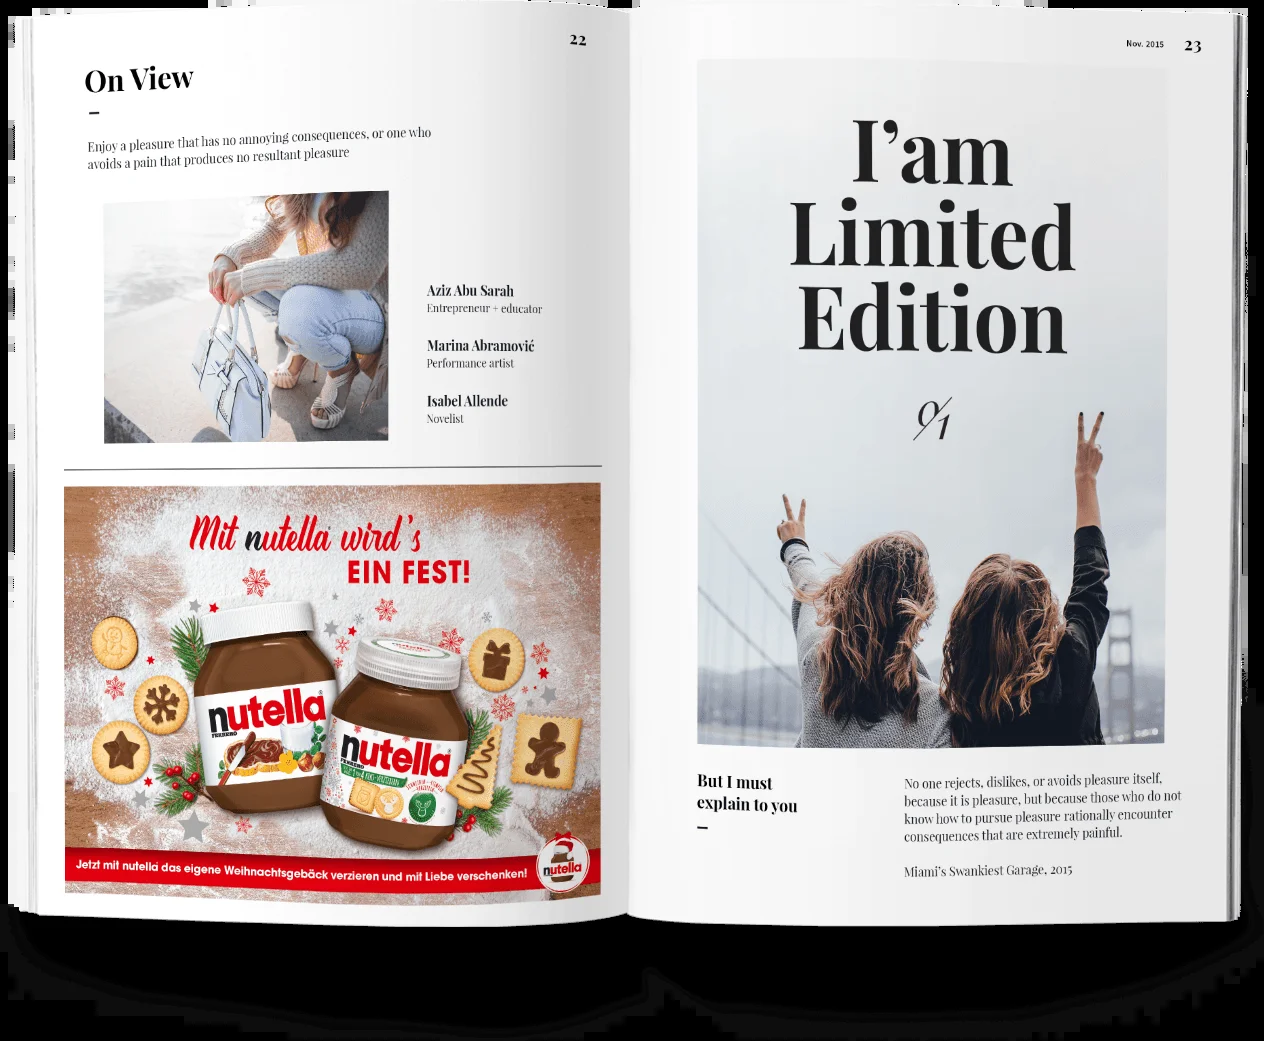 22
On View
Enjoy a pleasure that has no annoying consequences, or one who
avoids a pain that produces no resultant pleasure
Aziz Abu Sarah
Entrepreneur + educator
Marina Abramović
Performance artist
Isabel Allende
Novelist
Mit nutella wird's
EIN FEST!
nutella
FERRERO
nutella
FERRERO
Jetzt mit nutella das eigene Weihnachtsgebäck verzieren und mit Liebe verschenken!
nutella
Nov. 2015
23
I'am
Limited
Edition
0/1
But I must
explain to you
No one rejects, dislikes, or avoids pleasure itself,
because it is pleasure, but because those who do not
know how to pursue pleasure rationally encounter
consequences that are extremely painful.
Miami's Swankiest Garage, 2015